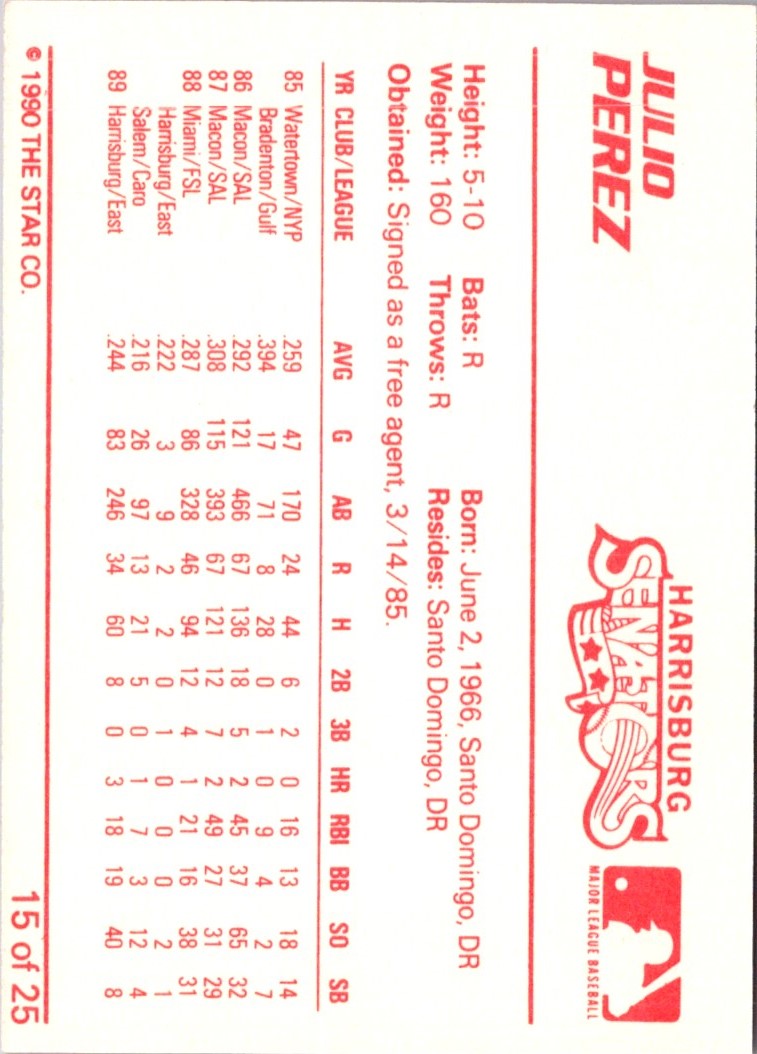 JULIO
PEREZ
HARRISBURG
SENATORS
MAJOR LEAGUE BASEBALL
Height: 5-10 Bats: R Born: June 2, 1966, Santo Domingo, DR
Weight: 160 Throws: R Resides: Santo Domingo, DR
Obtained: Signed as a free agent, 3/14/85.
YR CLUB/LEAGUE AVG G AB R H 2B 3B HR RBI BB SO SB
85 Watertown/NYP .259 47 170 24 44 6 2 0 16 13 18 14
Bradenton/Gulf .394 17 71 8 28 0 1 0 9 4 2 7
86 Macon/SAL .292 121 466 67 136 18 5 2 45 37 65 32
87 Macon/SAL .308 115 393 67 121 12 7 2 49 27 31 29
88 Miami/FSL .287 86 328 46 94 12 4 1 21 16 38 31
Harrisburg/East .222 3 9 2 2 0 1 0 0 0 2 1
Salem/Caro .216 26 97 13 21 5 0 1 7 3 12 4
89 Harrisburg/East .244 83 246 34 60 8 0 3 18 19 40 8
© 1990 THE STAR CO. 15 of 25